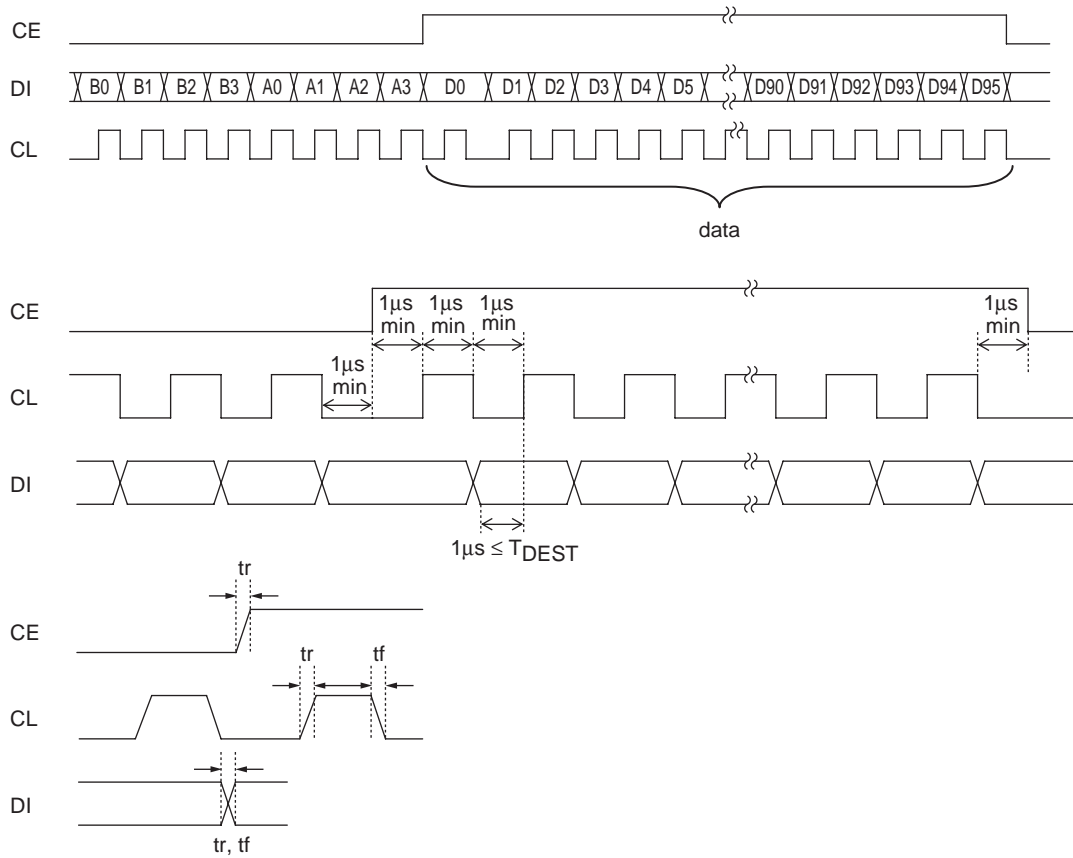 CE
DI B0 B1 B2 B3 A0 A1 A2 A3 D0 D1 D2 D3 D4 D5 D90 D91 D92 D93 D94 D95
CL
data
CE
1μs min
1μs min
1μs min
1μs min
1μs min
CL
DI
1μs ≤ TDEST
tr
CE
tr
tf
CL
DI
tr, tf